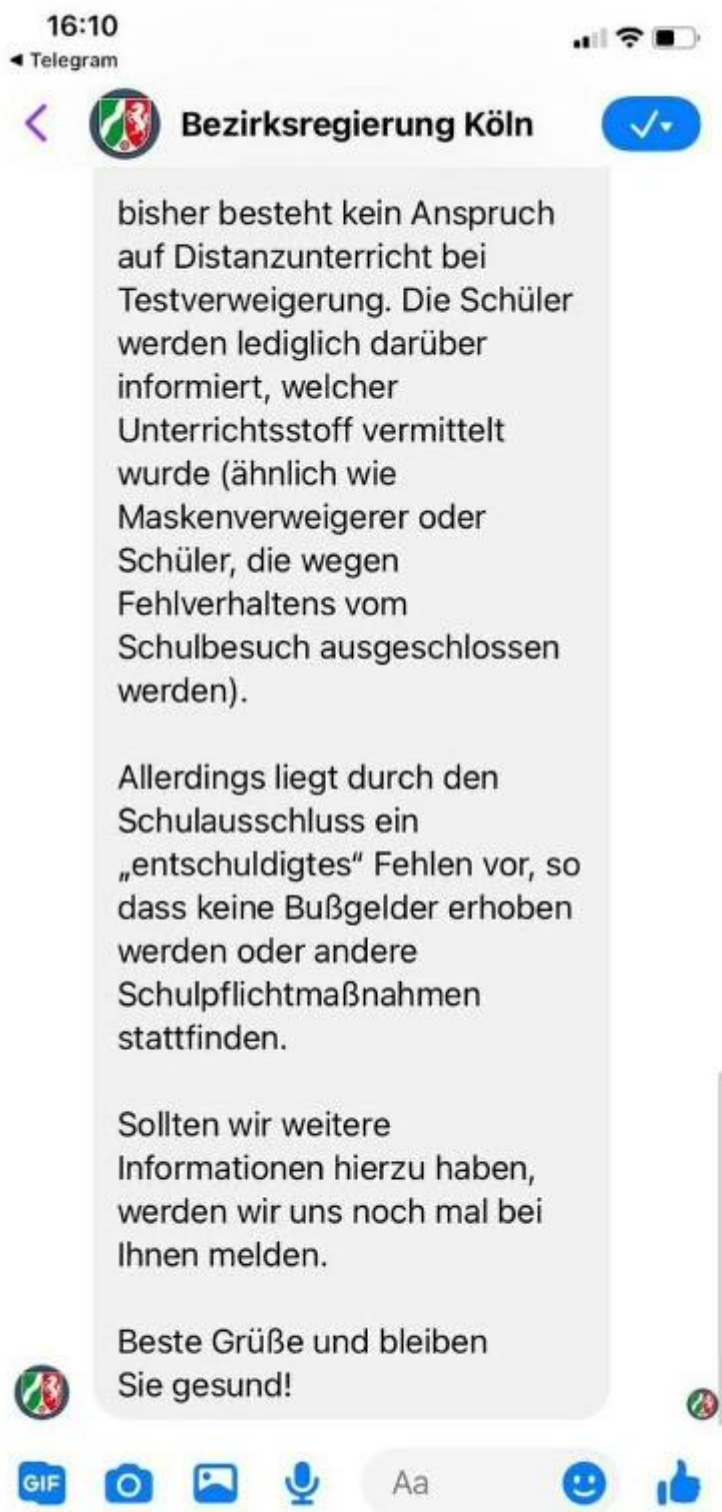 16:10
◄ Telegram
Bezirksregierung Köln
bisher besteht kein Anspruch
auf Distanzunterricht bei
Testverweigerung. Die Schüler
werden lediglich darüber
informiert, welcher
Unterrichtsstoff vermittelt
wurde (ähnlich wie
Maskenverweigerer oder
Schüler, die wegen
Fehlverhaltens vom
Schulbesuch ausgeschlossen
werden).
Allerdings liegt durch den
Schulausschluss ein
„entschuldigtes“ Fehlen vor, so
dass keine Bußgelder erhoben
werden oder andere
Schulpflichtmaßnahmen
stattfinden.
Sollten wir weitere
Informationen hierzu haben,
werden wir uns noch mal bei
Ihnen melden.
Beste Grüße und bleiben
Sie gesund!
GIF
Aa